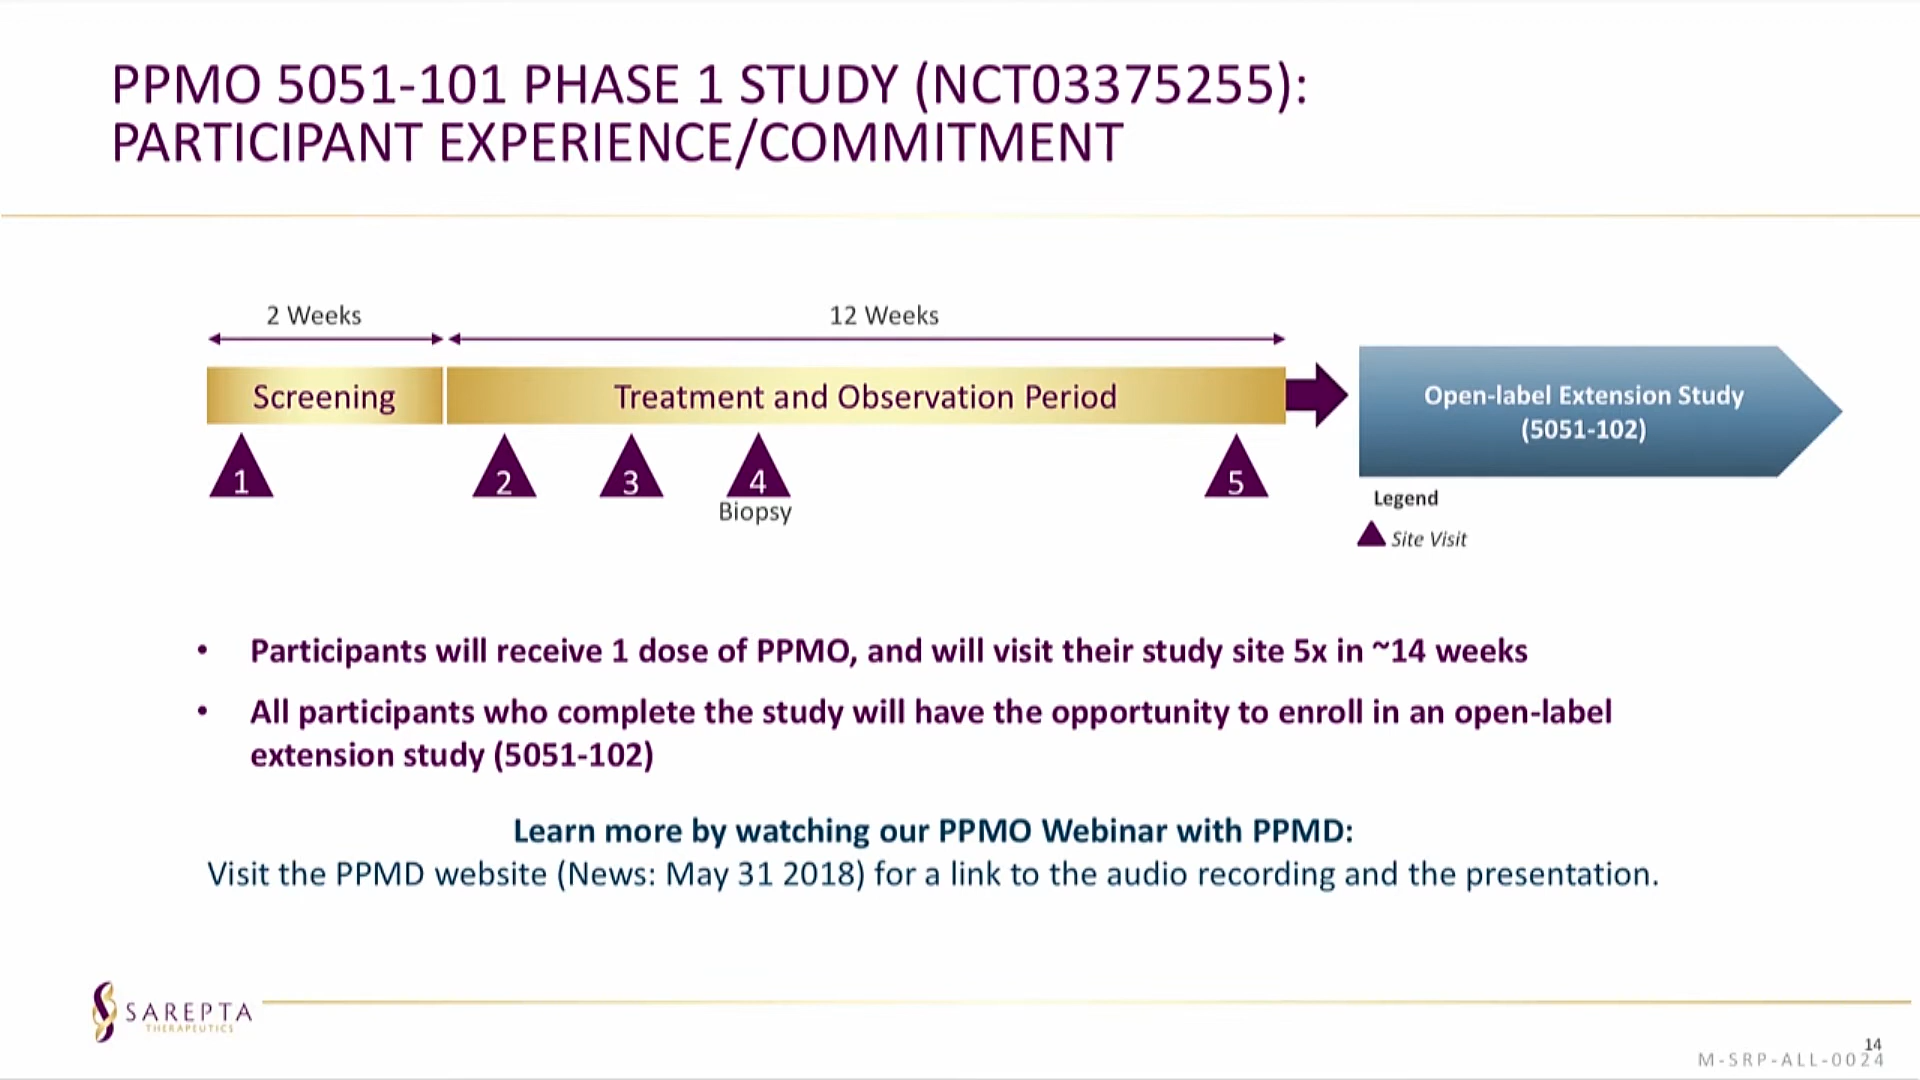 PPMO 5051-101 PHASE 1 STUDY (NCT03375255):
PARTICIPANT EXPERIENCE/COMMITMENT
2 Weeks
12 Weeks
Screening
Treatment and Observation Period
Open-label Extension Study
(5051-102)
1
2
3
4
5
Biopsy
Legend
Site Visit
• Participants will receive 1 dose of PPMO, and will visit their study site 5x in ~14 weeks
• All participants who complete the study will have the opportunity to enroll in an open-label
extension study (5051-102)
Learn more by watching our PPMO Webinar with PPMD:
Visit the PPMD website (News: May 31 2018) for a link to the audio recording and the presentation.
SAREPTA
THERAPEUTICS
14
M-SRP-ALL-0024